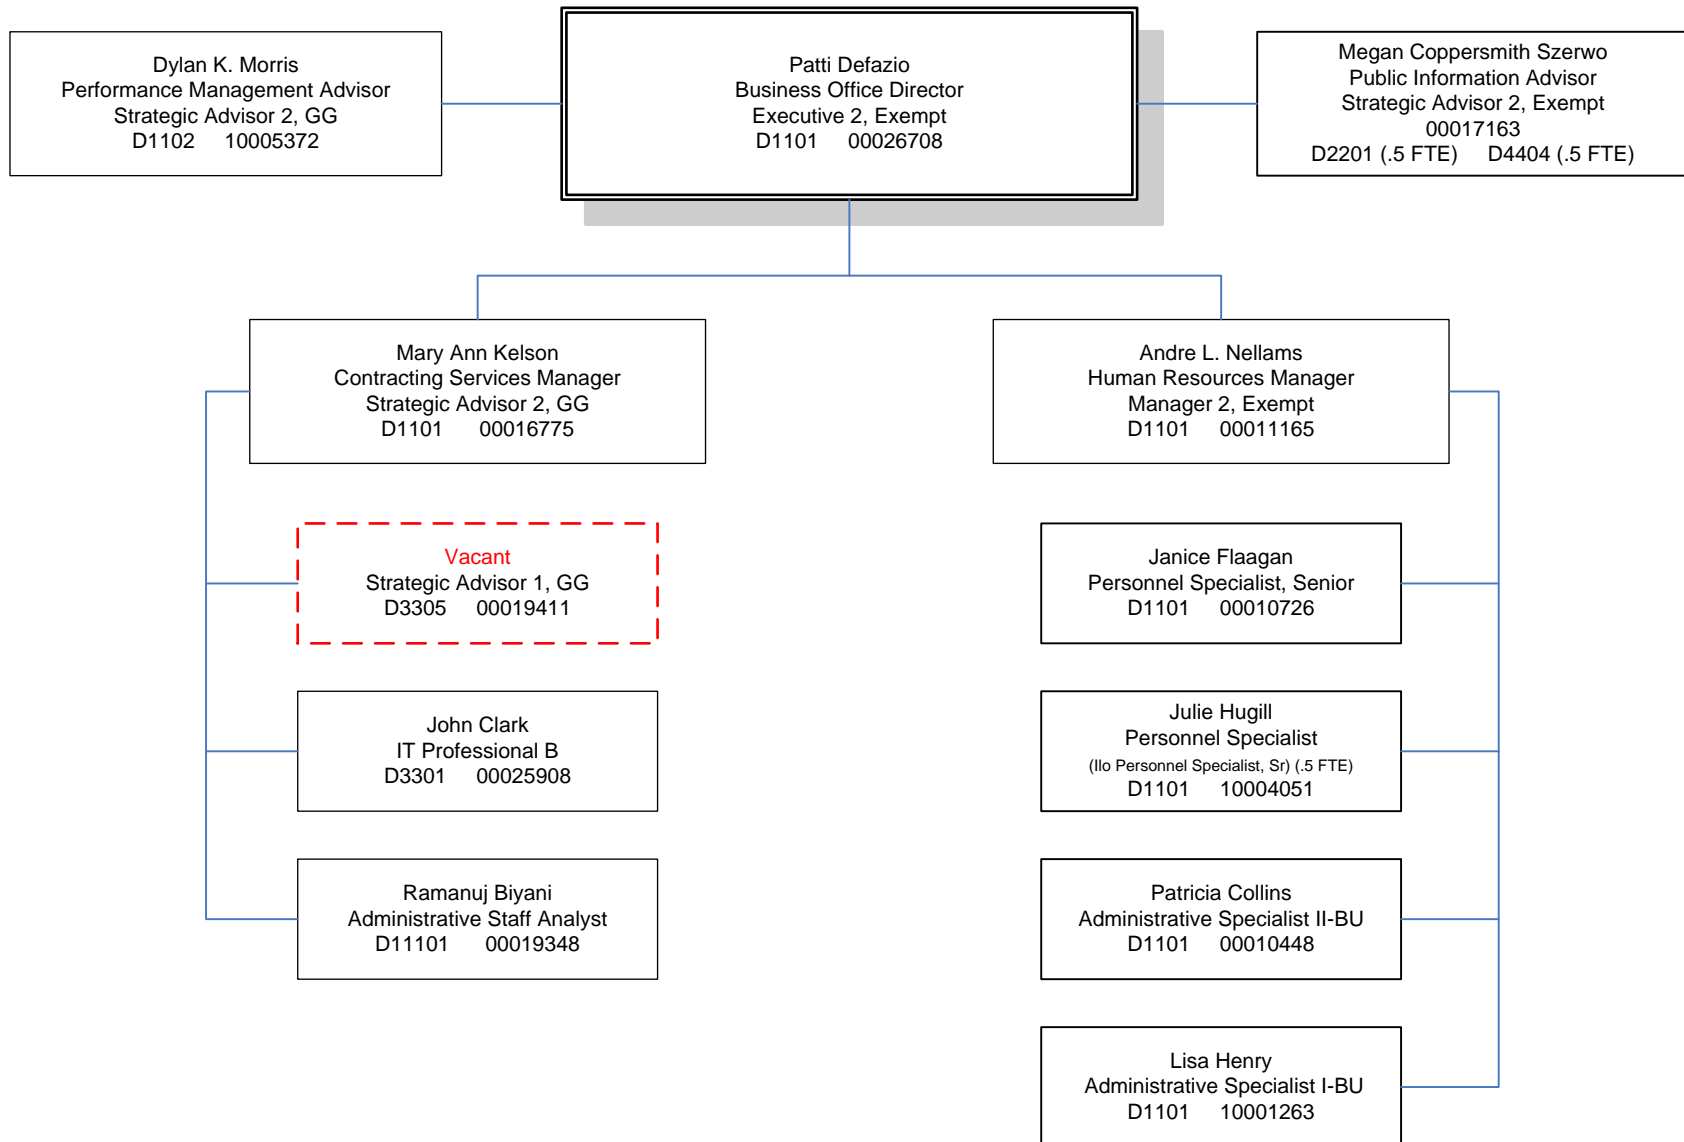 Dylan K. Morris
Performance Management Advisor
Strategic Advisor 2, GG
D1102 10005372
Patti Defazio
Business Office Director
Executive 2, Exempt
D1101 00026708
Megan Coppersmith Szerwo
Public Information Advisor
Strategic Advisor 2, Exempt
00017163
D2201 (.5 FTE) D4404 (.5 FTE)
Mary Ann Kelson
Contracting Services Manager
Strategic Advisor 2, GG
D1101 00016775
Andre L. Nellams
Human Resources Manager
Manager 2, Exempt
D1101 00011165
Vacant
Strategic Advisor 1, GG
D3305 00019411
John Clark
IT Professional B
D3301 00025908
Ramanuj Biyani
Administrative Staff Analyst
D11101 00019348
Janice Flaagan
Personnel Specialist, Senior
D1101 00010726
Julie Hugill
Personnel Specialist
(Ilo Personnel Specialist, Sr) (.5 FTE)
D1101 10004051
Patricia Collins
Administrative Specialist II-BU
D1101 00010448
Lisa Henry
Administrative Specialist I-BU
D1101 10001263